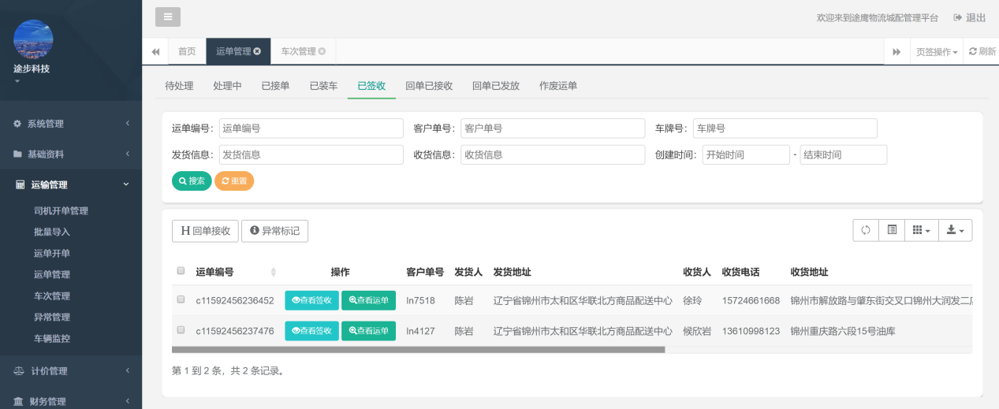 途步科技
系统管理
基础资料
运输管理
司机开单管理
批量导入
运单开单
运单管理
车次管理
异常管理
车辆监控
计价管理
财务管理
欢迎来到途鹰物流城配管理平台 退出
首页 运单管理 车次管理 页签操作 刷新
待处理 处理中 已接单 已装车 已签收 回单已接收 回单已发放 作废运单
运单编号： 运单编号 客户单号： 客户单号 车牌号： 车牌号
发货信息： 发货信息 收货信息： 收货信息 创建时间： 开始时间 - 结束时间
搜索 重置
H 回单接收 异常标记
运单编号 操作 客户单号 发货人 发货地址 收货人 收货电话 收货地址
c11592456236452 查看签收 查看运单 ln7518 陈岩 辽宁省锦州市太和区华联北方商品配送中心 徐玲 15724661668 锦州市解放路与肇东街交叉口锦州大润发二店
c11592456237476 查看签收 查看运单 ln4127 陈岩 辽宁省锦州市太和区华联北方商品配送中心 候欣岩 13610998123 锦州重庆路六段15号油库
第 1 到 2 条，共 2 条记录。